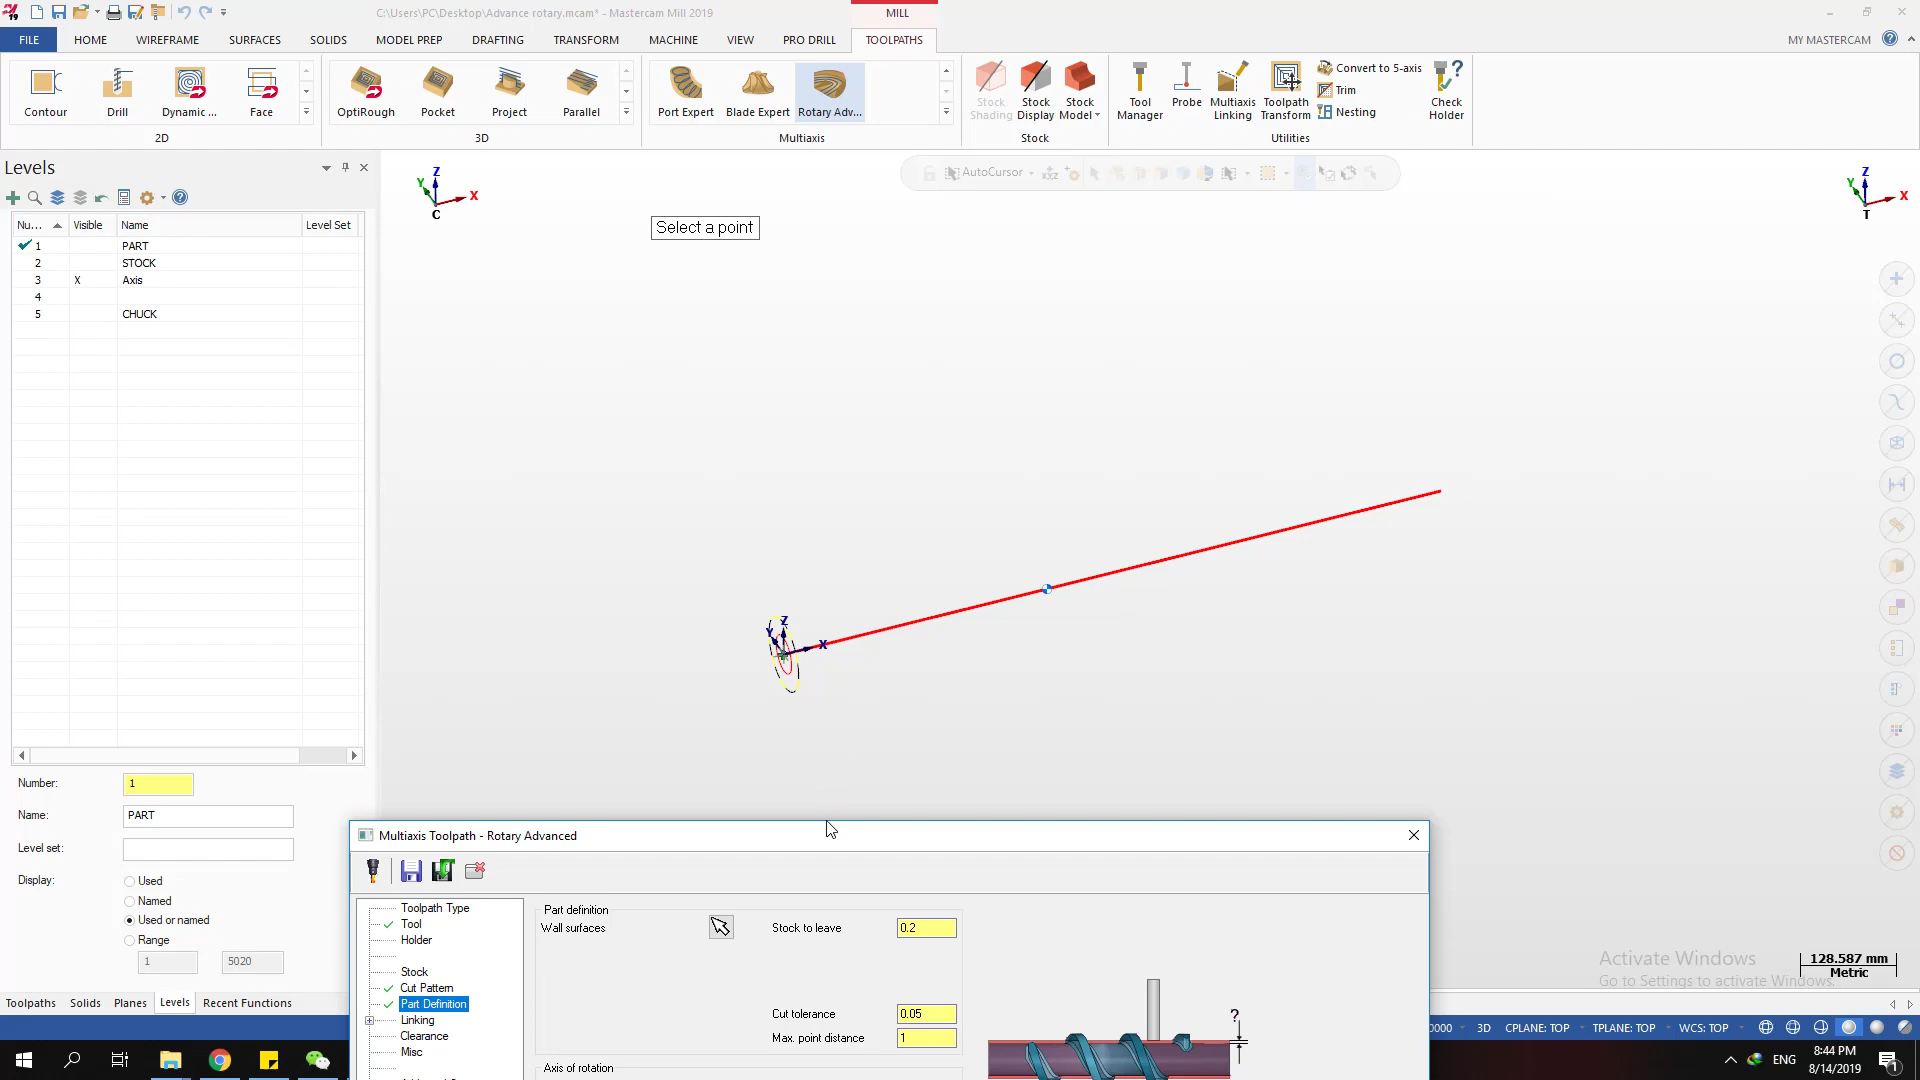 C:\Users\PC\Desktop\Advance rotary.mcam* - Mastercam Mill 2019
MILL
FILE HOME WIREFRAME SURFACES SOLIDS MODEL PREP DRAFTING TRANSFORM MACHINE VIEW PRO DRILL TOOLPATHS MY MASTERCAM
Contour Drill Dynamic ... Face
2D
OptiRough Pocket Project Parallel
3D
Port Expert Blade Expert Rotary Adv...
Multiaxis
Stock Shading Stock Display Stock Model
Stock
Tool Manager Probe Multiaxis Linking Toolpath Transform
Convert to 5-axis
Trim
Nesting
Utilities
Check Holder
Levels
AutoCursor
Nu... Visible Name Level Set
1 PART
2 STOCK
3 X Axis
4
5 CHUCK
Z
Y
X
C
Z
Y
X
T
Select a point
Z
Y
X
Number: 1
Name: PART
Level set:
Display:
Used
Named
Used or named
Range
1 5020
Toolpaths Solids Planes Levels Recent Functions
Multiaxis Toolpath - Rotary Advanced
Toolpath Type
Tool
Holder
Stock
Cut Pattern
Part Definition
Linking
Clearance
Misc
Part definition
Wall surfaces
Stock to leave 0.2
Cut tolerance 0.05
Max. point distance 1
Axis of rotation
?
Activate Windows
Go to Settings to activate Windows.
128.587 mm
Metric
0000 3D CPLANE: TOP TPLANE: TOP WCS: TOP
ENG
8:44 PM
8/14/2019
1